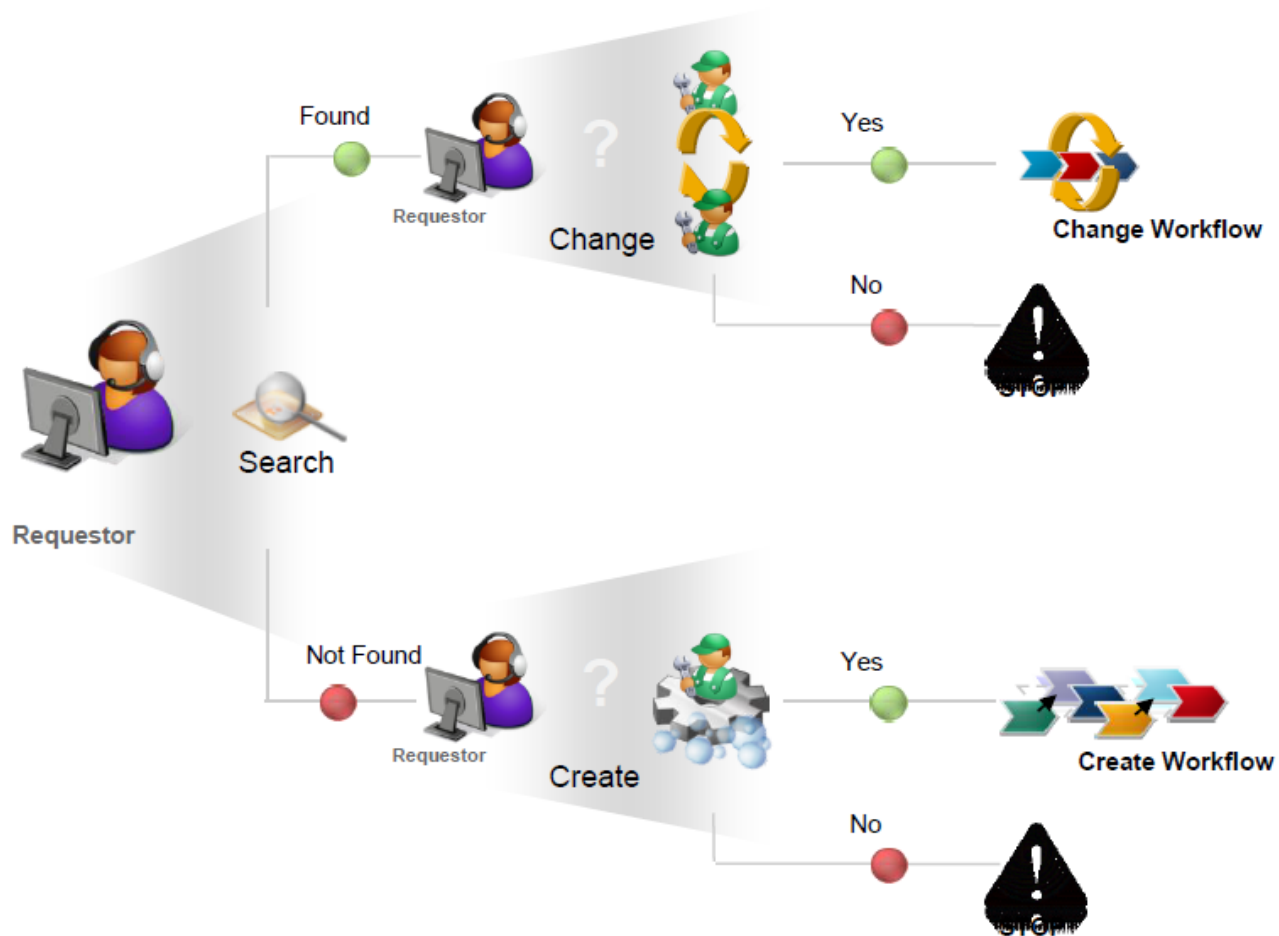 Found
Yes
Requestor
Change
Change Workflow
No
Search
Requestor
Not Found
Yes
Requestor
Create
Create Workflow
No